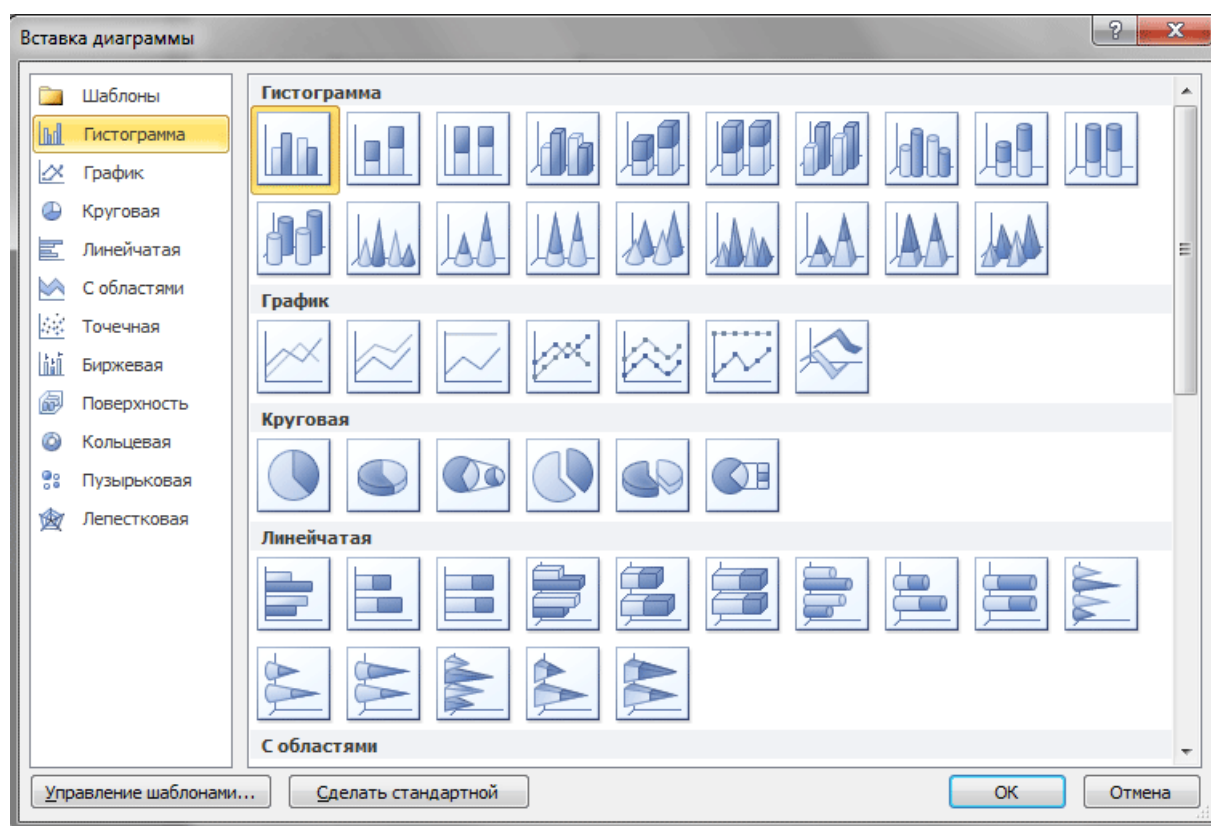 Вставка диаграммы
?
Шаблоны
Гистограмма
График
Круговая
Линейчатая
С областями
Точечная
Биржевая
Поверхность
Кольцевая
Пузырьковая
Лепестковая
Гистограмма
График
Круговая
Линейчатая
С областями
Управление шаблонами...
Сделать стандартной
ОК
Отмена